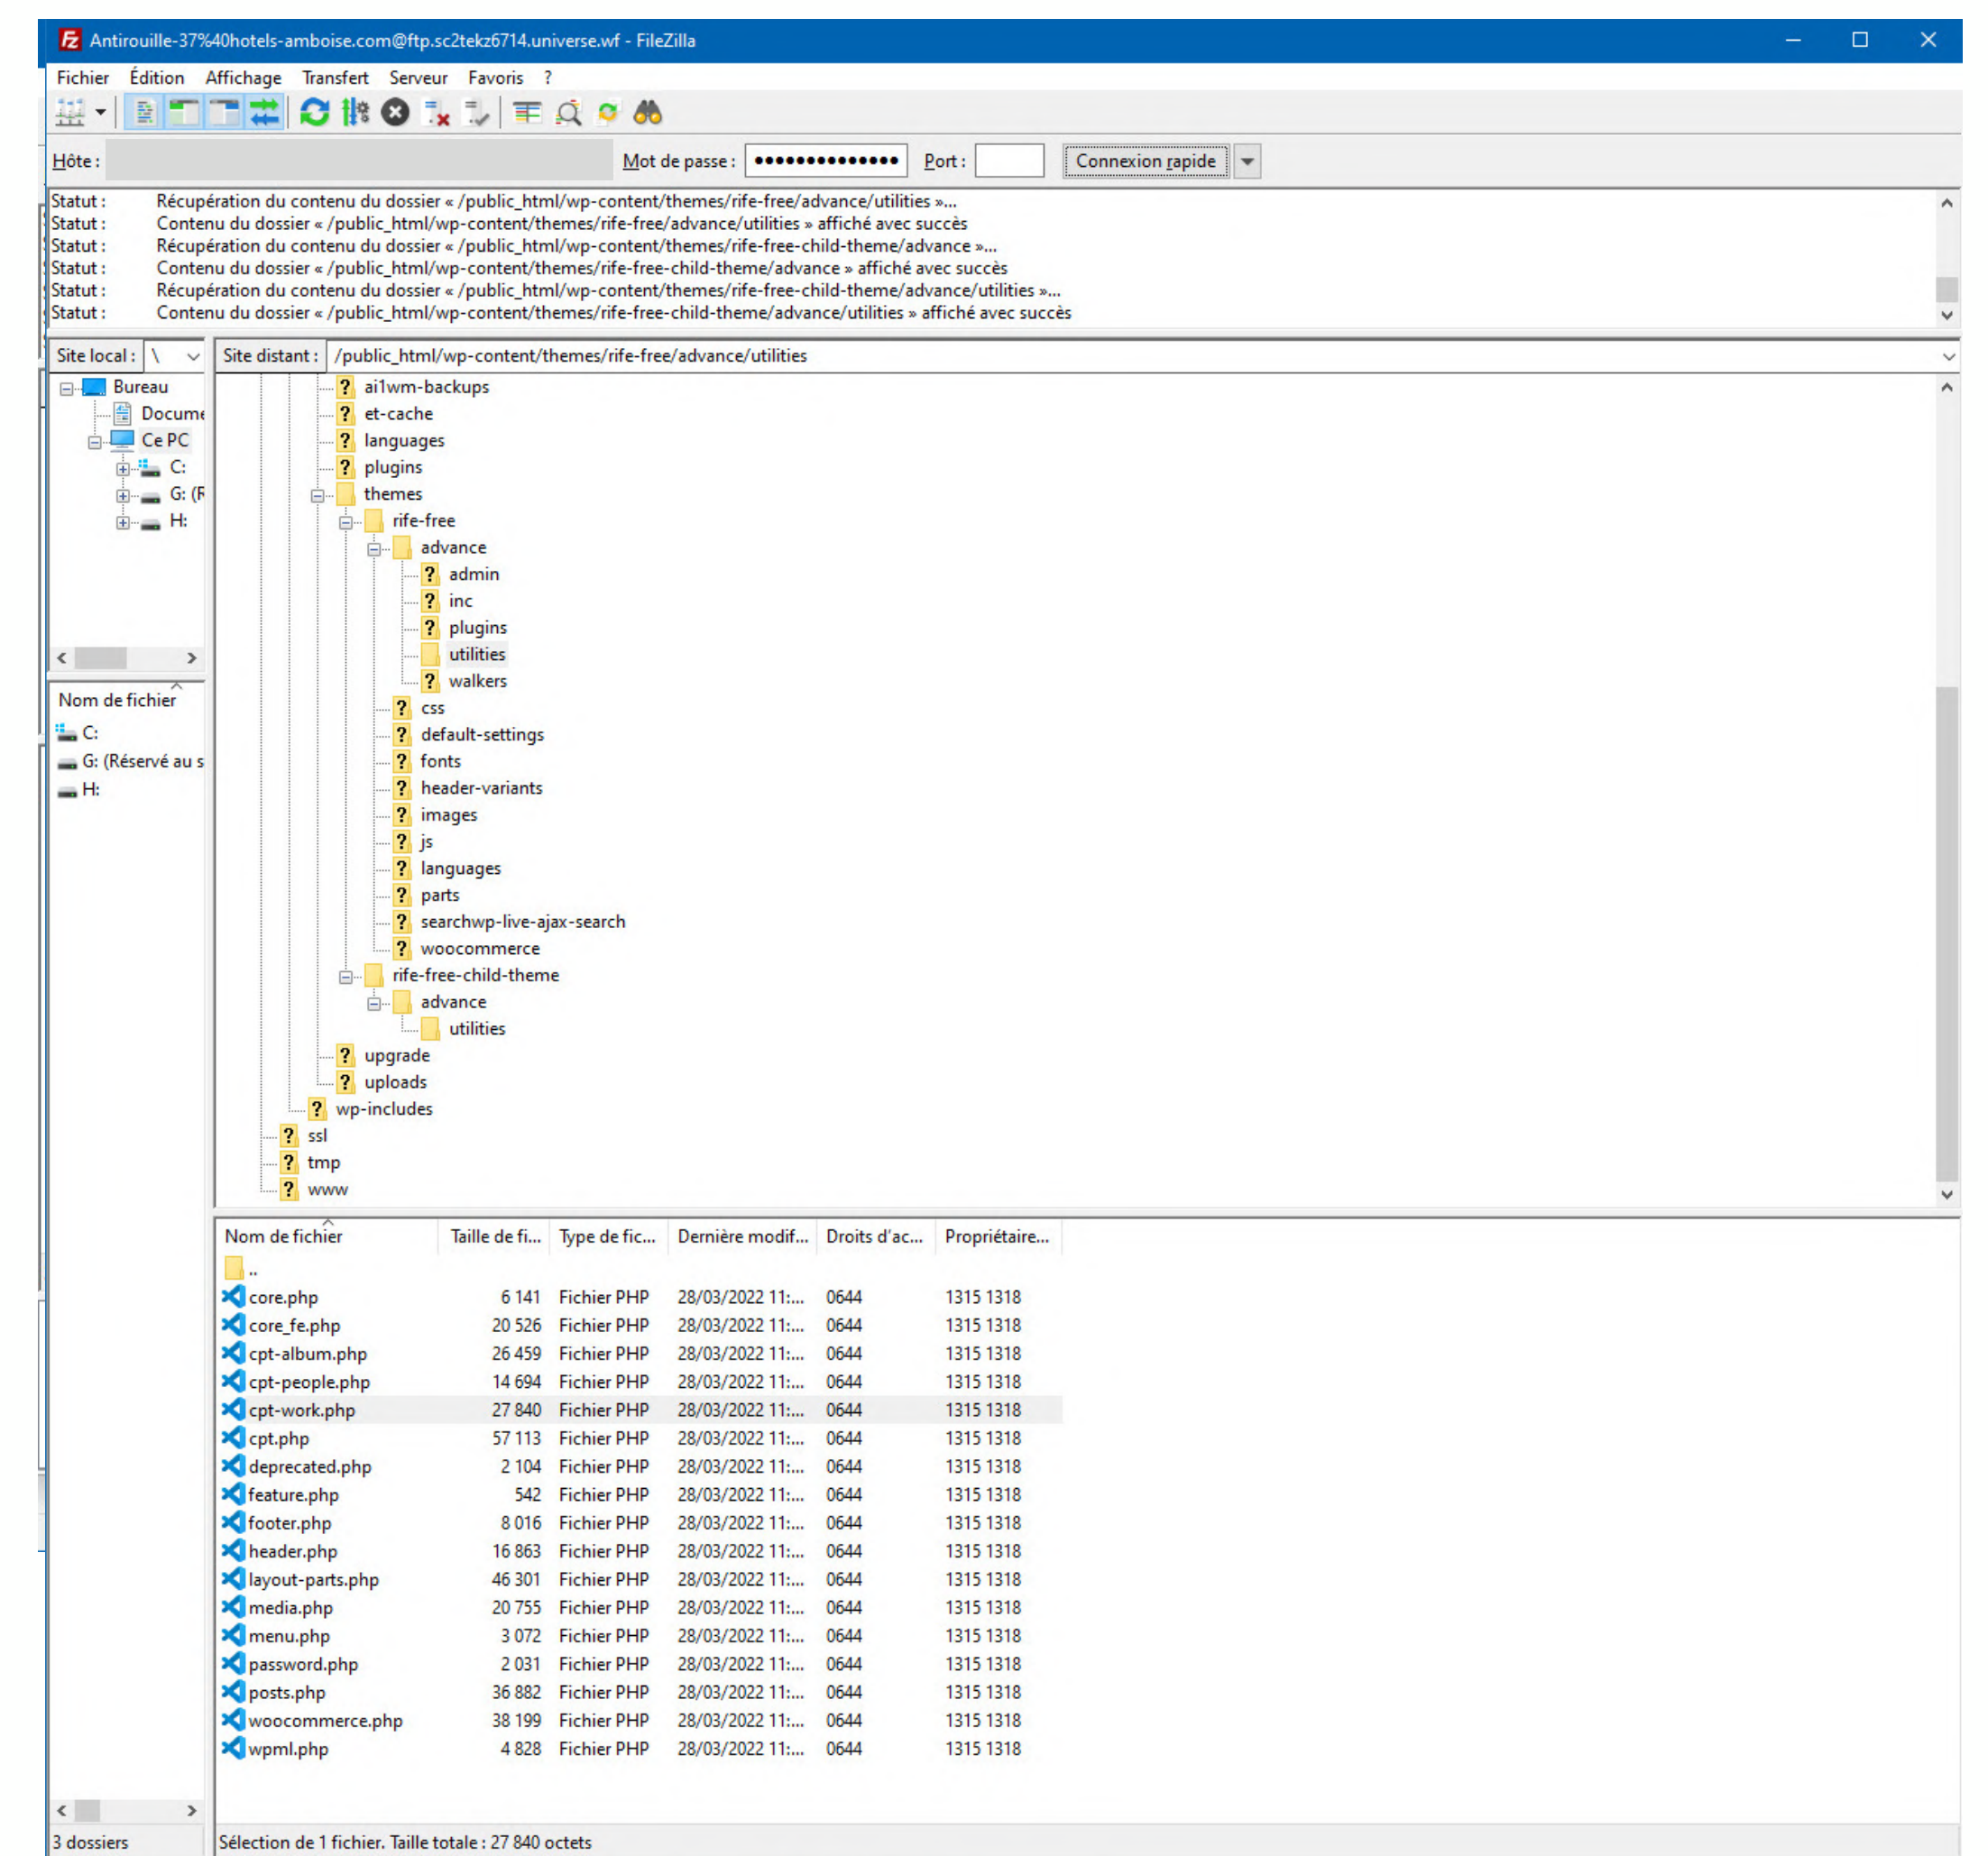 Antirouille-37%40hotels-amboise.com@ftp.sc2tekz6714.universe.wf - FileZilla
Fichier Édition Affichage Transfert Serveur Favoris ?
Hôte : Mot de passe : ●●●●●●●●●●●●●● Port : Connexion rapide
Statut : Récupération du contenu du dossier « /public_html/wp-content/themes/rife-free/advance/utilities »...
Statut : Contenu du dossier « /public_html/wp-content/themes/rife-free/advance/utilities » affiché avec succès
Statut : Récupération du contenu du dossier « /public_html/wp-content/themes/rife-free-child-theme/advance »...
Statut : Contenu du dossier « /public_html/wp-content/themes/rife-free-child-theme/advance » affiché avec succès
Statut : Récupération du contenu du dossier « /public_html/wp-content/themes/rife-free-child-theme/advance/utilities »...
Statut : Contenu du dossier « /public_html/wp-content/themes/rife-free-child-theme/advance/utilities » affiché avec succès
Site local : \
Bureau
Docume
Ce PC
C:
G: (R
H:
Nom de fichier
C:
G: (Réservé au s
H:
3 dossiers
Site distant : /public_html/wp-content/themes/rife-free/advance/utilities
ai1wm-backups
et-cache
languages
plugins
themes
rife-free
advance
admin
inc
plugins
utilities
walkers
css
default-settings
fonts
header-variants
images
js
languages
parts
searchwp-live-ajax-search
woocommerce
rife-free-child-theme
advance
utilities
upgrade
uploads
wp-includes
ssl
tmp
www
Nom de fichier Taille de fi... Type de fic... Dernière modif... Droits d'ac... Propriétaire...
..
core.php 6 141 Fichier PHP 28/03/2022 11:... 0644 1315 1318
core_fe.php 20 526 Fichier PHP 28/03/2022 11:... 0644 1315 1318
cpt-album.php 26 459 Fichier PHP 28/03/2022 11:... 0644 1315 1318
cpt-people.php 14 694 Fichier PHP 28/03/2022 11:... 0644 1315 1318
cpt-work.php 27 840 Fichier PHP 28/03/2022 11:... 0644 1315 1318
cpt.php 57 113 Fichier PHP 28/03/2022 11:... 0644 1315 1318
deprecated.php 2 104 Fichier PHP 28/03/2022 11:... 0644 1315 1318
feature.php 542 Fichier PHP 28/03/2022 11:... 0644 1315 1318
footer.php 8 016 Fichier PHP 28/03/2022 11:... 0644 1315 1318
header.php 16 863 Fichier PHP 28/03/2022 11:... 0644 1315 1318
layout-parts.php 46 301 Fichier PHP 28/03/2022 11:... 0644 1315 1318
media.php 20 755 Fichier PHP 28/03/2022 11:... 0644 1315 1318
menu.php 3 072 Fichier PHP 28/03/2022 11:... 0644 1315 1318
password.php 2 031 Fichier PHP 28/03/2022 11:... 0644 1315 1318
posts.php 36 882 Fichier PHP 28/03/2022 11:... 0644 1315 1318
woocommerce.php 38 199 Fichier PHP 28/03/2022 11:... 0644 1315 1318
wpml.php 4 828 Fichier PHP 28/03/2022 11:... 0644 1315 1318
Sélection de 1 fichier. Taille totale : 27 840 octets